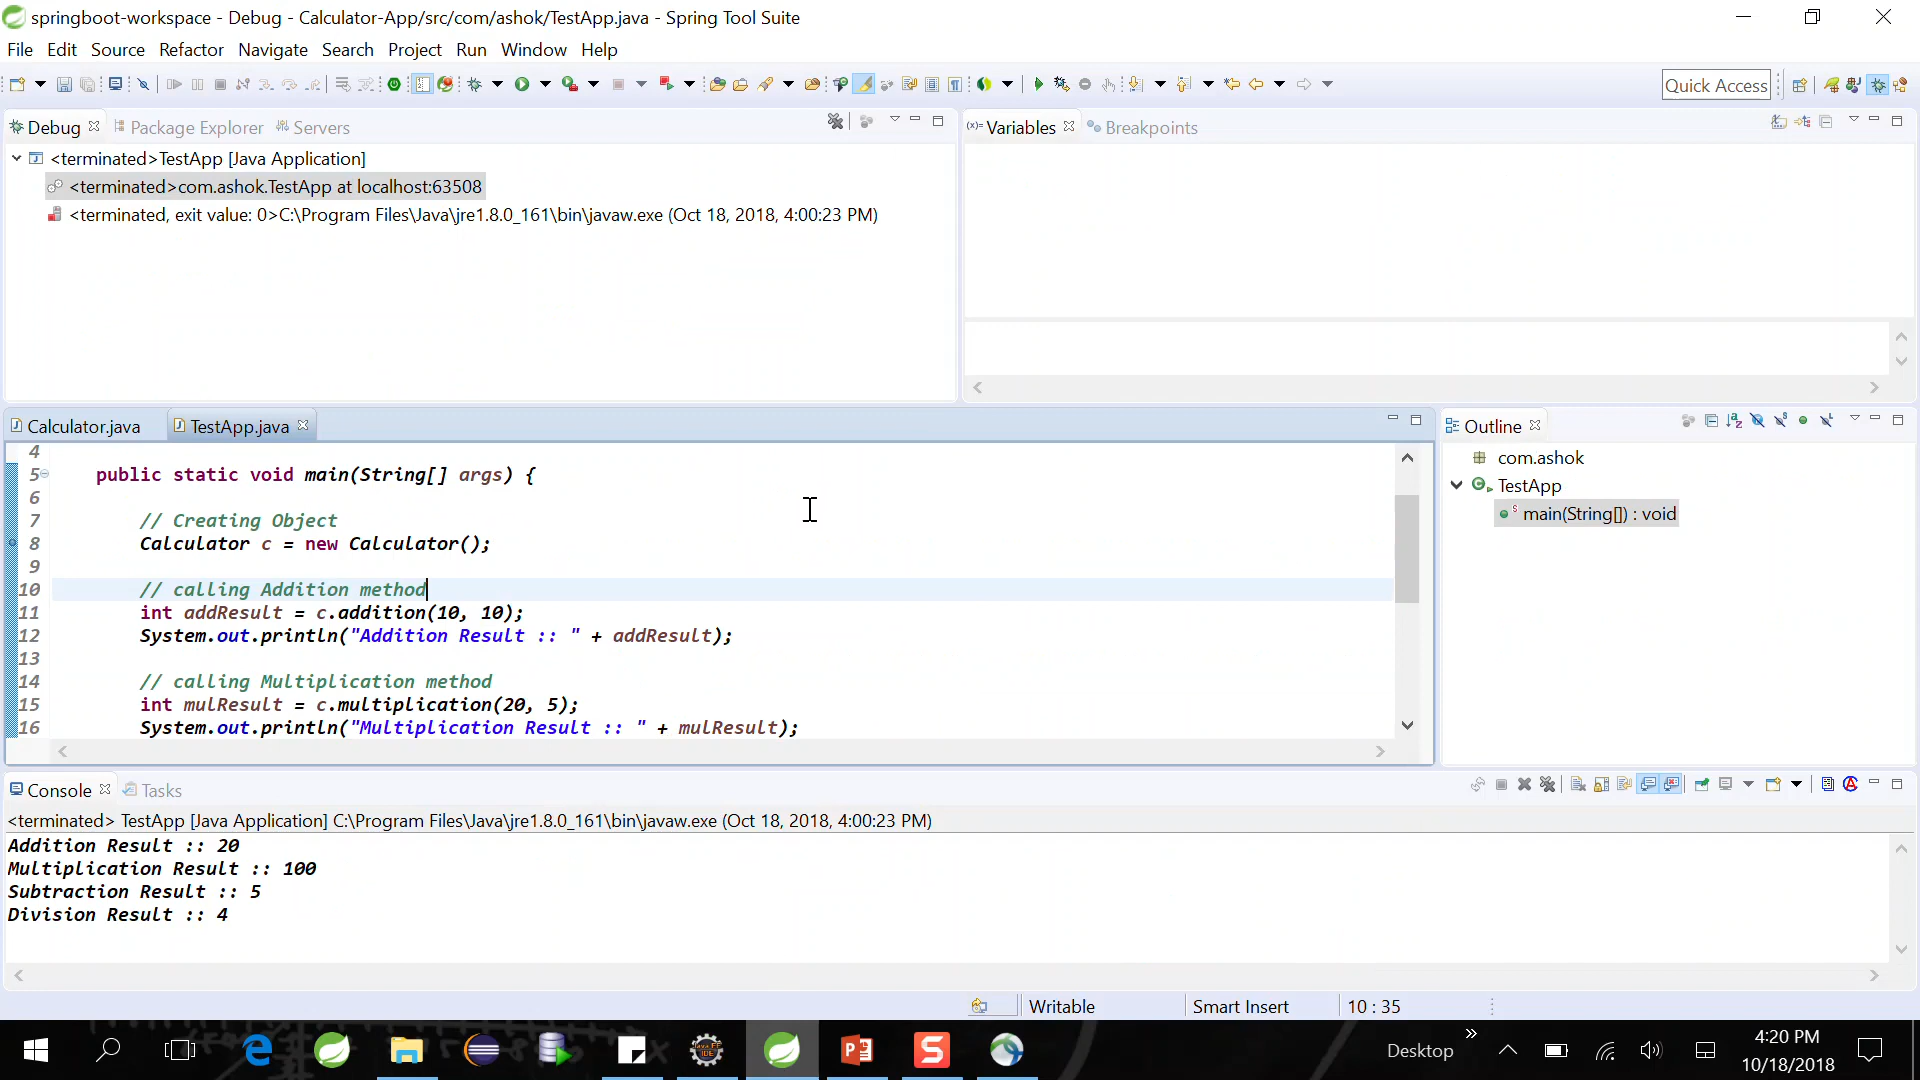 springboot-workspace - Debug - Calculator-App/src/com/ashok/TestApp.java - Spring Tool Suite
File Edit Source Refactor Navigate Search Project Run Window Help
Quick Access
Debug Package Explorer Servers
<terminated>TestApp [Java Application]
<terminated>com.ashok.TestApp at localhost:63508
<terminated, exit value: 0>C:\Program Files\Java\jre1.8.0_161\bin\javaw.exe (Oct 18, 2018, 4:00:23 PM)
(x)= Variables Breakpoints
Calculator.java TestApp.java
4
5 public static void main(String[] args) {
6
7 // Creating Object
8 Calculator c = new Calculator();
9
10 // calling Addition method
11 int addResult = c.addition(10, 10);
12 System.out.println("Addition Result :: " + addResult);
13
14 // calling Multiplication method
15 int mulResult = c.multiplication(20, 5);
16 System.out.println("Multiplication Result :: " + mulResult);
Outline
com.ashok
TestApp
main(String[]) : void
Console Tasks
<terminated> TestApp [Java Application] C:\Program Files\Java\jre1.8.0_161\bin\javaw.exe (Oct 18, 2018, 4:00:23 PM)
Addition Result :: 20
Multiplication Result :: 100
Subtraction Result :: 5
Division Result :: 4
Writable Smart Insert 10 : 35
Desktop
4:20 PM
10/18/2018